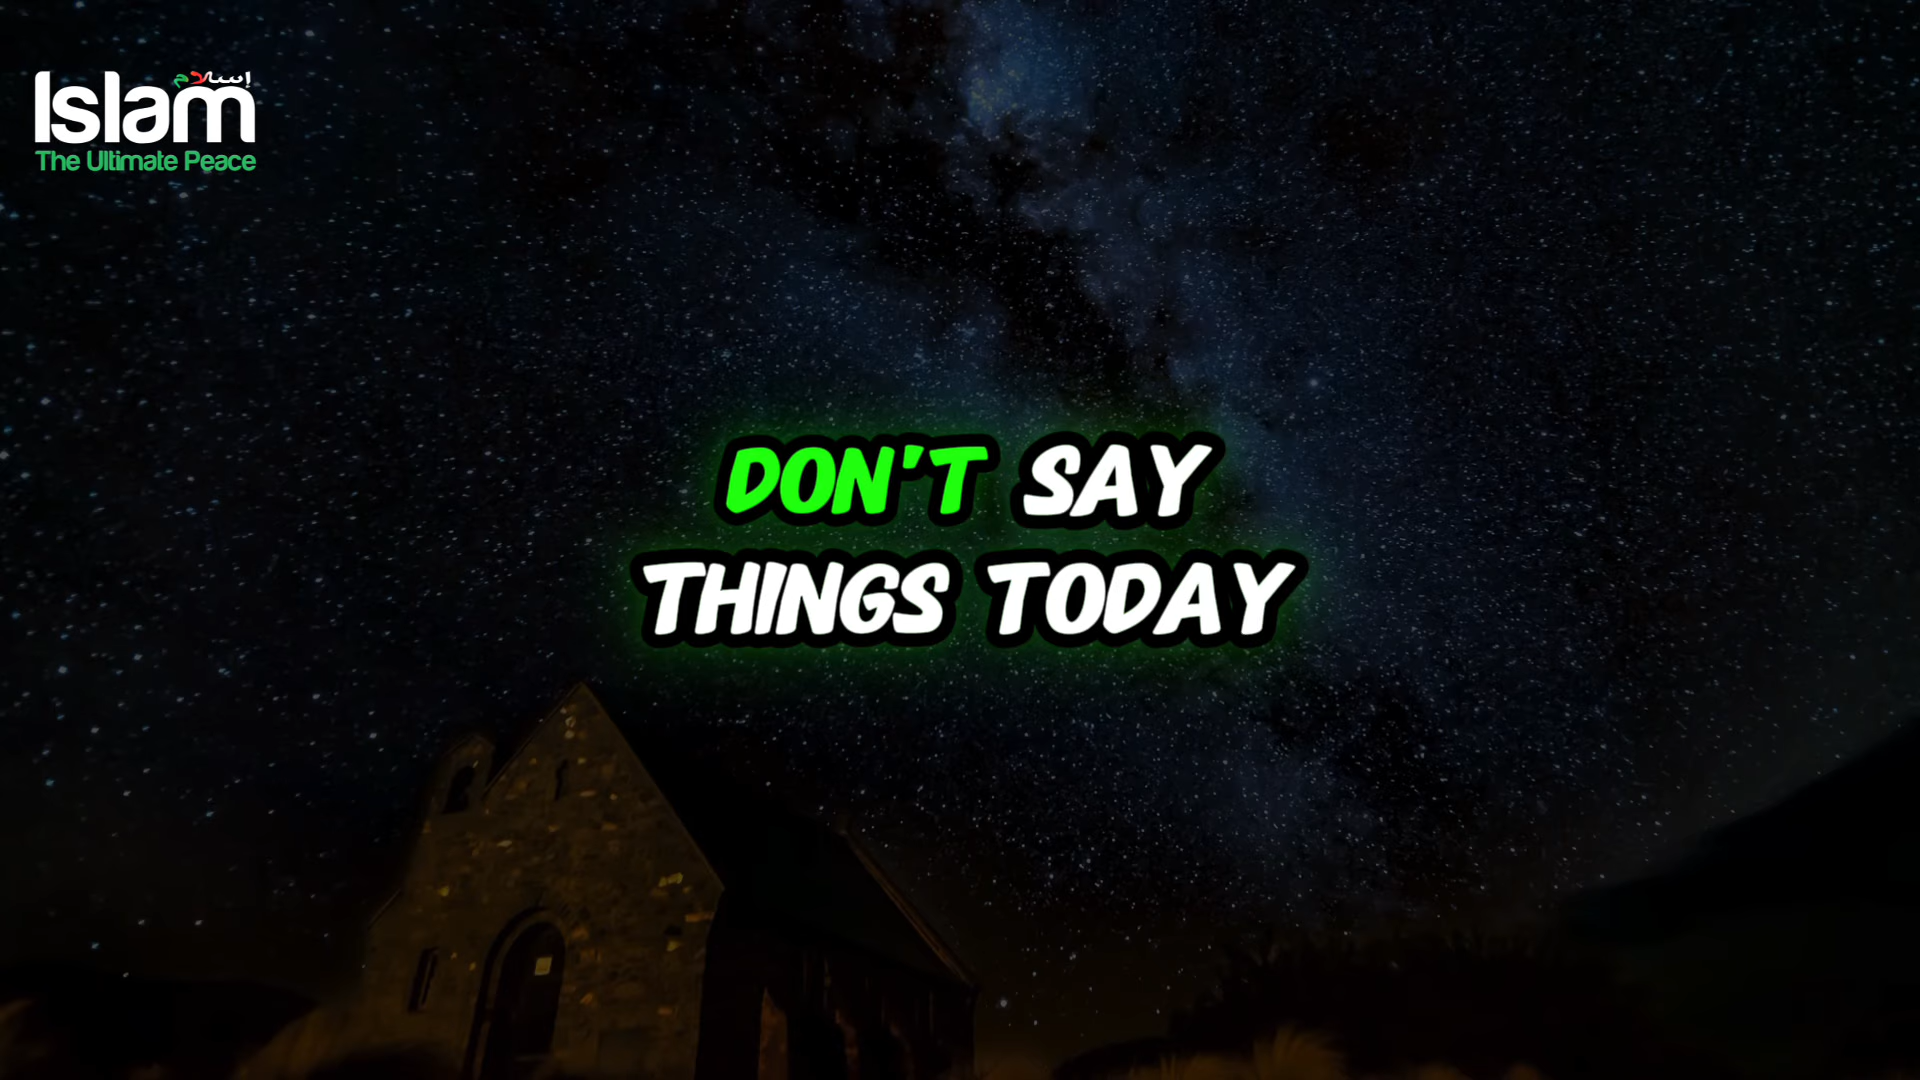 إسلام
Islam
The Ultimate Peace
DON'T SAY
THINGS TODAY